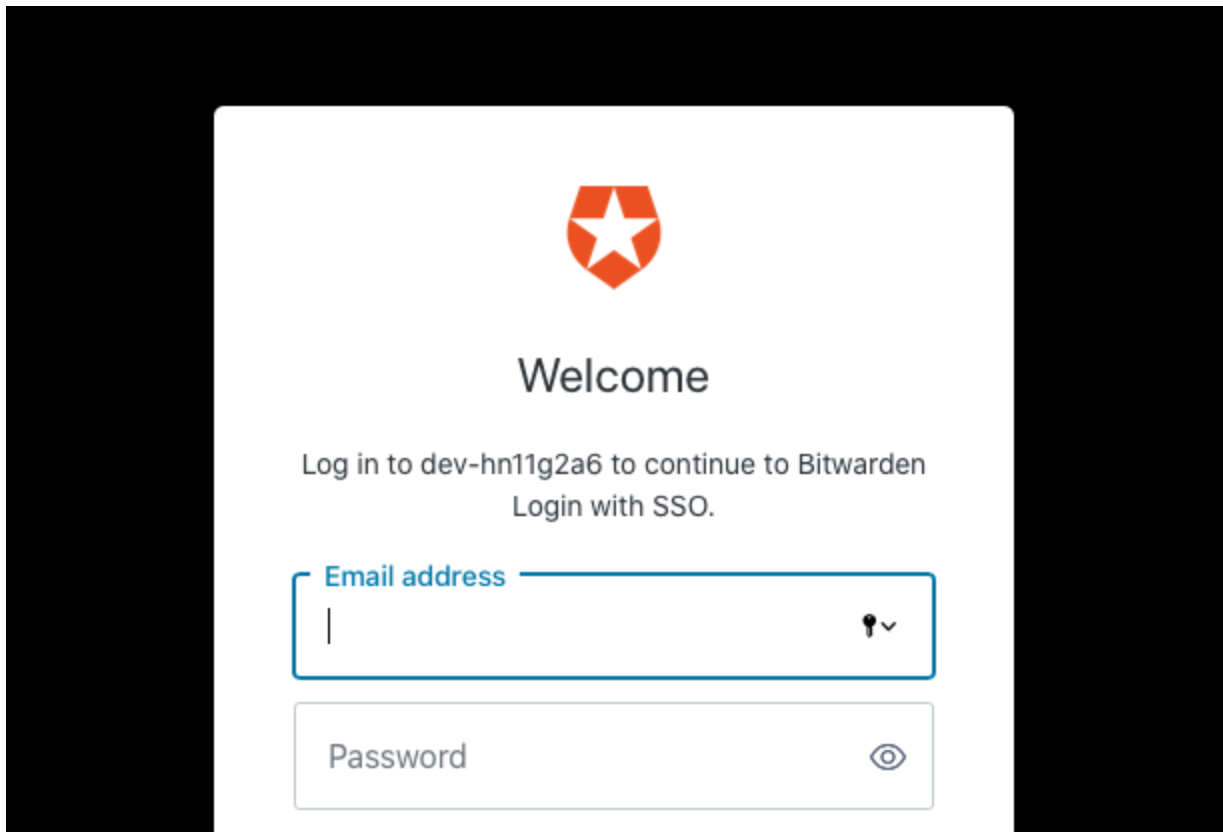 Welcome
Log in to dev-hn11g2a6 to continue to Bitwarden
Login with SSO.
Email address
Password